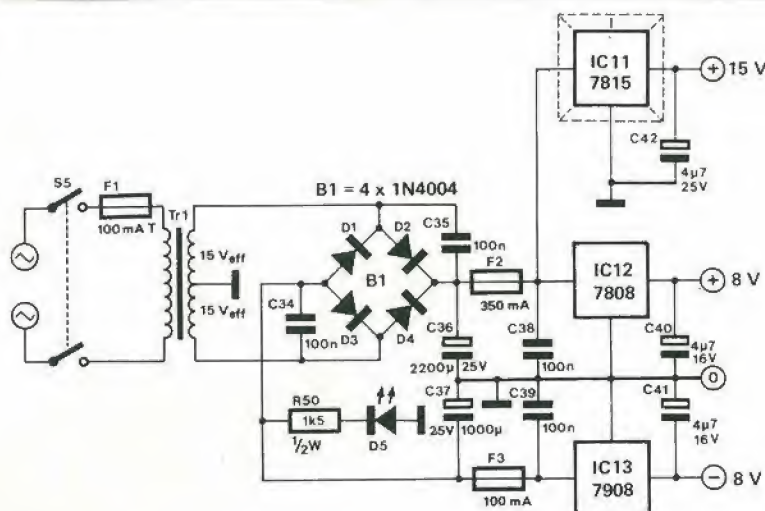 IC11
7815
+ 15 V
C42
4µ7
25V
S5
F1
100 mA T
Tr1
15 Veff
15 Veff
B1 = 4 x 1N4004
D1
D2
B1
D3
D4
C34
100n
C35
100n
F2
350 mA
IC12
7808
+ 8 V
C36
2200µ 25V
C38
100n
C40
4µ7
16V
0
R50
1k5
½W
D5
C37
25V 1000µ
C39
100n
C41
4µ7
16V
F3
100 mA
IC13
7908
− 8 V